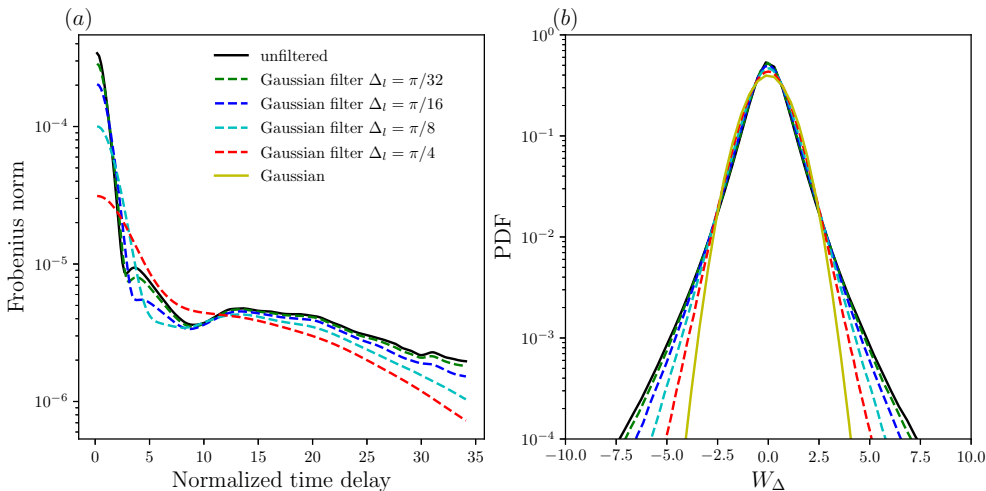 (a)
(b)
unfiltered
Gaussian filter Δ_l = π/32
Gaussian filter Δ_l = π/16
Gaussian filter Δ_l = π/8
Gaussian filter Δ_l = π/4
Gaussian
Frobenius norm
10⁻⁴
10⁻⁵
10⁻⁶
0 5 10 15 20 25 30 35
Normalized time delay
PDF
10⁰
10⁻¹
10⁻²
10⁻³
10⁻⁴
−10.0 −7.5 −5.0 −2.5 0.0 2.5 5.0 7.5 10.0
W_Δ